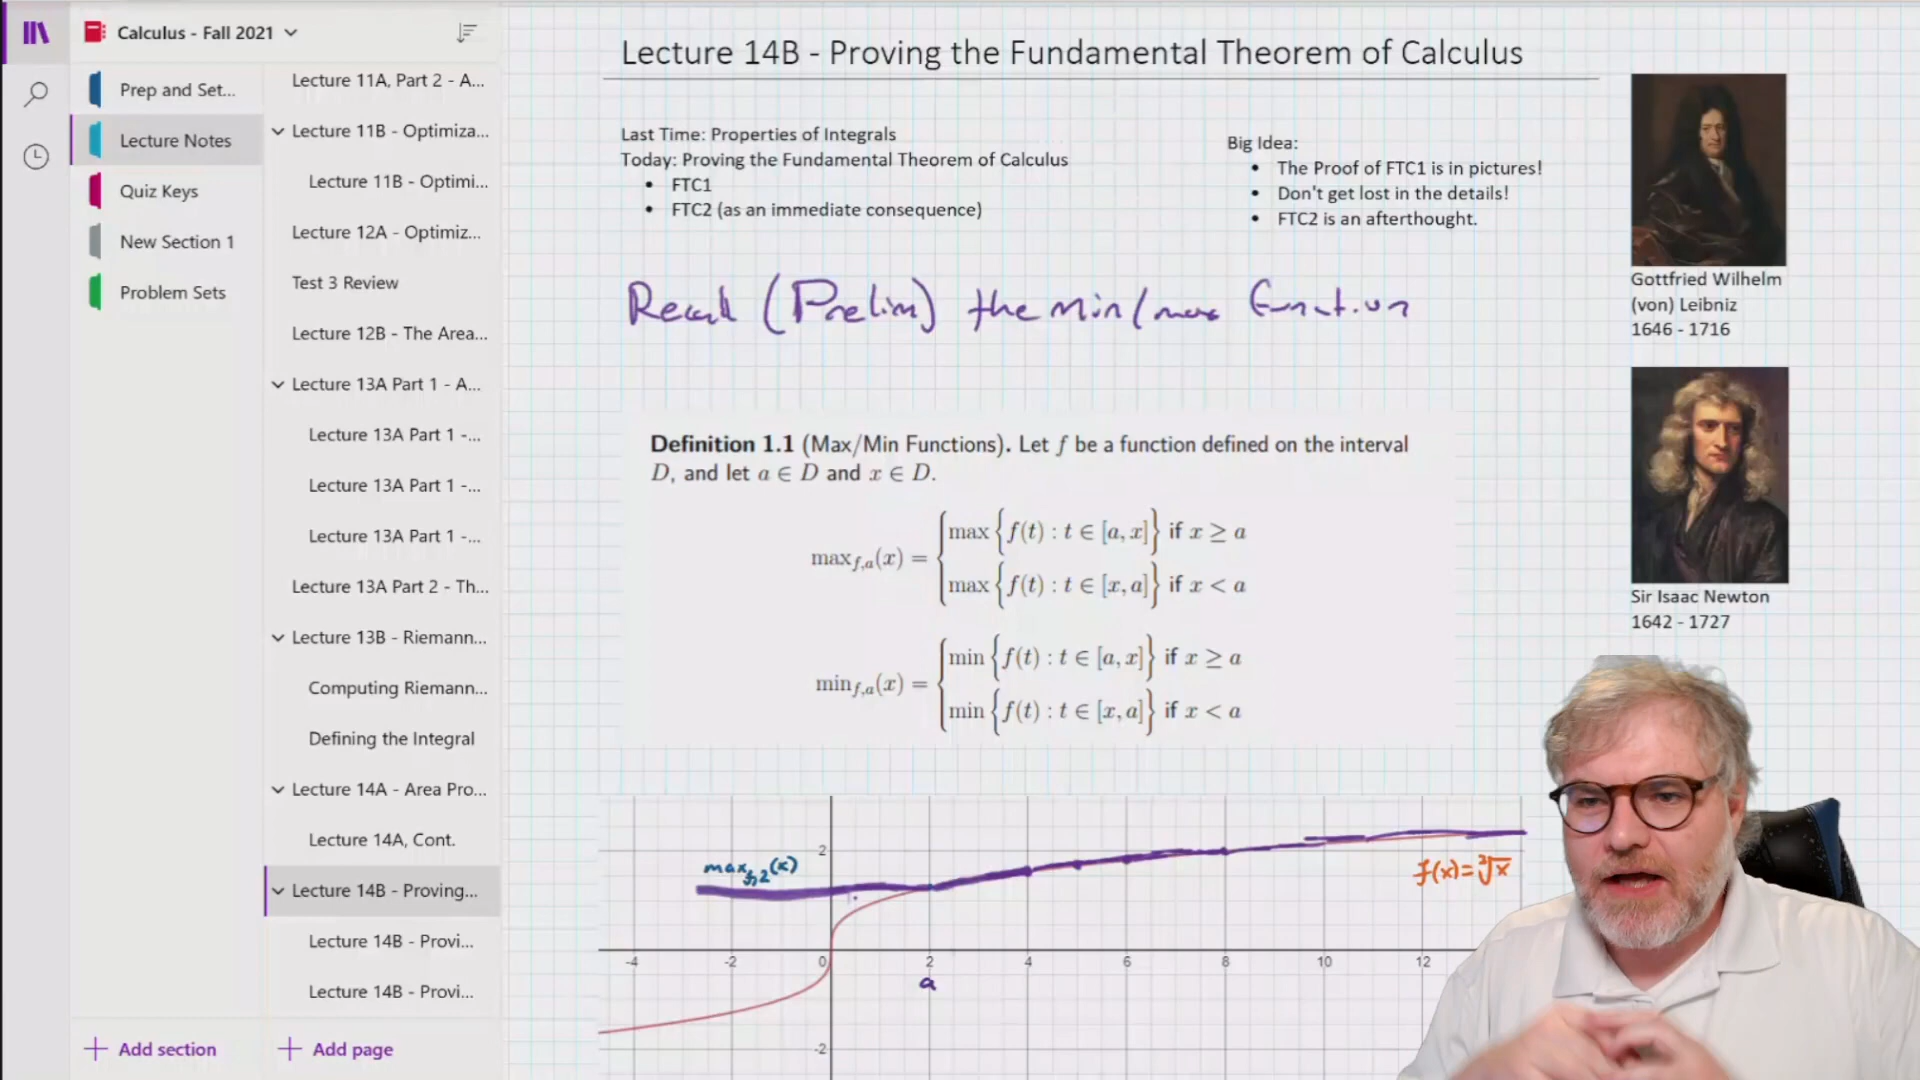 Calculus - Fall 2021
Prep and Set...
Lecture Notes
Quiz Keys
New Section 1
Problem Sets
Add section
Lecture 11A, Part 2 - A...
Lecture 11B - Optimiza...
Lecture 11B - Optimi...
Lecture 12A - Optimiz...
Test 3 Review
Lecture 12B - The Area...
Lecture 13A Part 1 - A...
Lecture 13A Part 1 -...
Lecture 13A Part 1 -...
Lecture 13A Part 1 -...
Lecture 13A Part 2 - Th...
Lecture 13B - Riemann...
Computing Riemann...
Defining the Integral
Lecture 14A - Area Pro...
Lecture 14A, Cont.
Lecture 14B - Proving...
Lecture 14B - Provi...
Lecture 14B - Provi...
Add page
Lecture 14B - Proving the Fundamental Theorem of Calculus
Last Time: Properties of Integrals
Today: Proving the Fundamental Theorem of Calculus
• FTC1
• FTC2 (as an immediate consequence)
Big Idea:
• The Proof of FTC1 is in pictures!
• Don't get lost in the details!
• FTC2 is an afterthought.
Gottfried Wilhelm
(von) Leibniz
1646 - 1716
Sir Isaac Newton
1642 - 1727
Recall (Prelim) the min/max function
Definition 1.1 (Max/Min Functions). Let f be a function defined on the interval
D, and let a ∈ D and x ∈ D.
max_{f,a}(x) = { max {f(t) : t ∈ [a, x]} if x ≥ a
max {f(t) : t ∈ [x, a]} if x < a
min_{f,a}(x) = { min {f(t) : t ∈ [a, x]} if x ≥ a
min {f(t) : t ∈ [x, a]} if x < a
2
max_{f,2}(x)
f(x)=∛x
-4 -2 0 2 4 6 8 10 12
a
-2